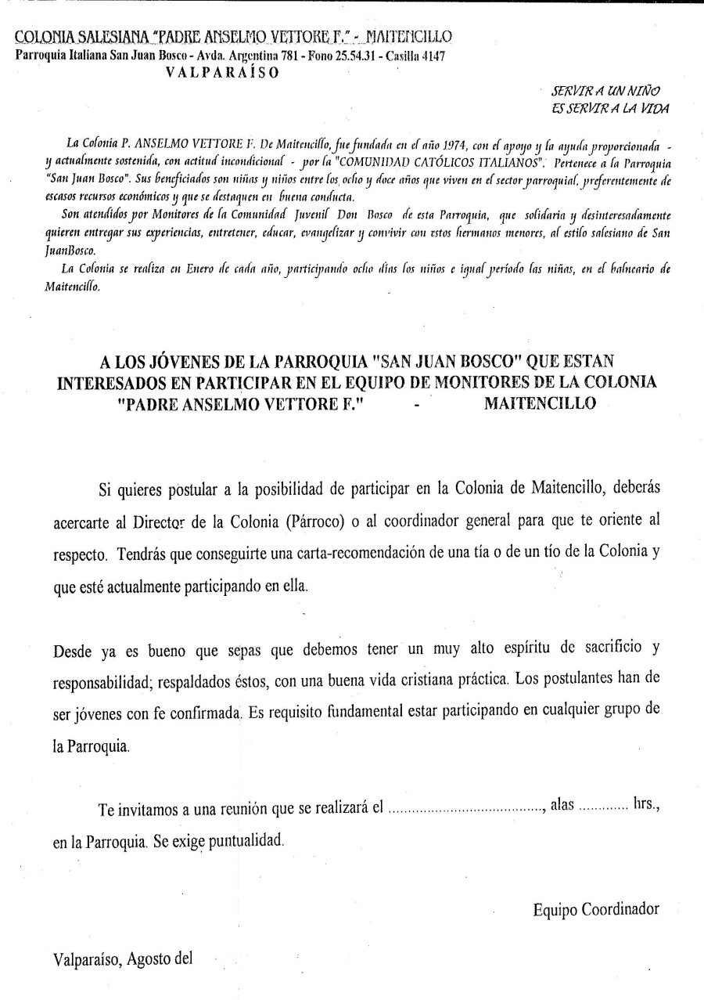 COLONIA SALESIANA "PADRE ANSELMO VETTORE F." - MAITENCILLO
Parroquia Italiana San Juan Bosco - Avda. Argentina 781 - Fono 25.54.31 - Casilla 4147
VALPARAÍSO
SERVIR A UN NIÑO
ES SERVIR A LA VIDA
La Colonia P. ANSELMO VETTORE F. De Maitencillo, fue fundada en el año 1974, con el apoyo y la ayuda proporcionada -
y actualmente sostenida, con actitud incondicional - por la "COMUNIDAD CATÓLICOS ITALIANOS". Pertenece a la Parroquia
"San Juan Bosco". Sus beneficiados son niñas y niños entre los ocho y doce años que viven en el sector parroquial, preferentemente de
escasos recursos económicos y que se destaquen en buena conducta.
Son atendidos por Monitores de la Comunidad Juvenil Don Bosco de esta Parroquia, que solidaria y desinteresadamente
quieren entregar sus experiencias, entretener, educar, evangelizar y convivir con estos hermanos menores, al estilo salesiano de San
JuanBosco.
La Colonia se realiza en Enero de cada año, participando ocho días los niños e igual período las niñas, en el balneario de
Maitencillo.
A LOS JÓVENES DE LA PARROQUIA "SAN JUAN BOSCO" QUE ESTAN
INTERESADOS EN PARTICIPAR EN EL EQUIPO DE MONITORES DE LA COLONIA
"PADRE ANSELMO VETTORE F." - MAITENCILLO
Si quieres postular a la posibilidad de participar en la Colonia de Maitencillo, deberás
acercarte al Director de la Colonia (Párroco) o al coordinador general para que te oriente al
respecto. Tendrás que conseguirte una carta-recomendación de una tía o de un tío de la Colonia y
que esté actualmente participando en ella.
Desde ya es bueno que sepas que debemos tener un muy alto espíritu de sacrificio y
responsabilidad; respaldados éstos, con una buena vida cristiana práctica. Los postulantes han de
ser jóvenes con fe confirmada. Es requisito fundamental estar participando en cualquier grupo de
la Parroquia.
Te invitamos a una reunión que se realizará el ......................................, alas ............. hrs.,
en la Parroquia. Se exige puntualidad.
Equipo Coordinador
Valparaíso, Agosto del